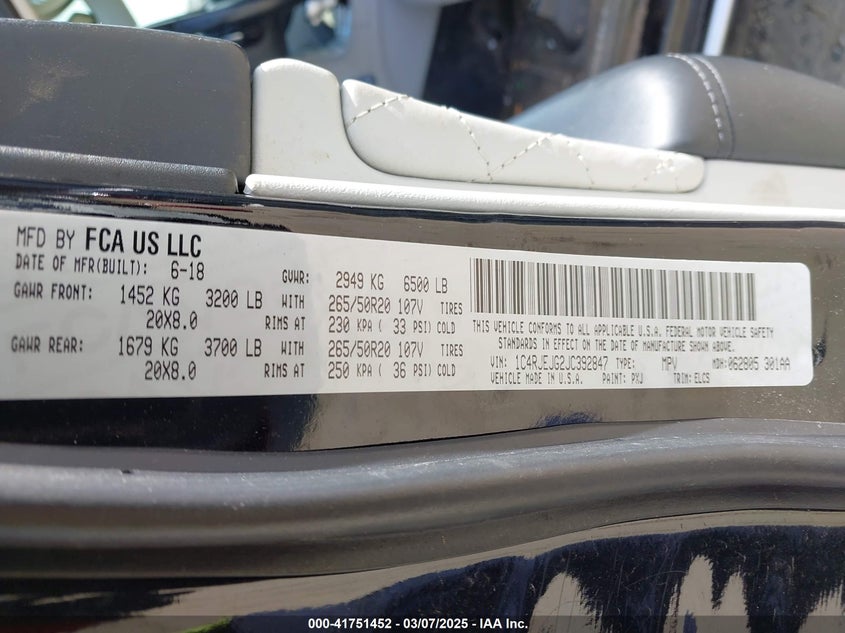 MFD BY FCA US LLC
DATE OF MFR(BUILT): 6-18 GVWR: 2949 KG 6500 LB
GAWR FRONT: 1452 KG 3200 LB WITH 265/50R20 107V TIRES
20X8.0 RIMS AT 230 KPA ( 33 PSI) COLD
GAWR REAR: 1679 KG 3700 LB WITH 265/50R20 107V TIRES
20X8.0 RIMS AT 250 KPA ( 36 PSI) COLD
THIS VEHICLE CONFORMS TO ALL APPLICABLE U.S.A. FEDERAL MOTOR VEHICLE SAFETY
STANDARDS IN EFFECT ON THE DATE OF MANUFACTURE SHOWN ABOVE.
VIN: 1C4RJEJG2JC392847 TYPE: MPV MDH: 062805 301AA
VEHICLE MADE IN U.S.A. PAINT: PXJ TRIM: ELCS
000-41751452 — 03/07/2025 — IAA Inc.